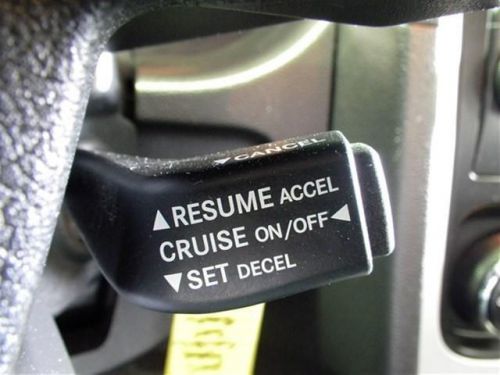 ▼CANCEL
▲RESUME ACCEL
CRUISE ON/OFF◀
▼SET DECEL